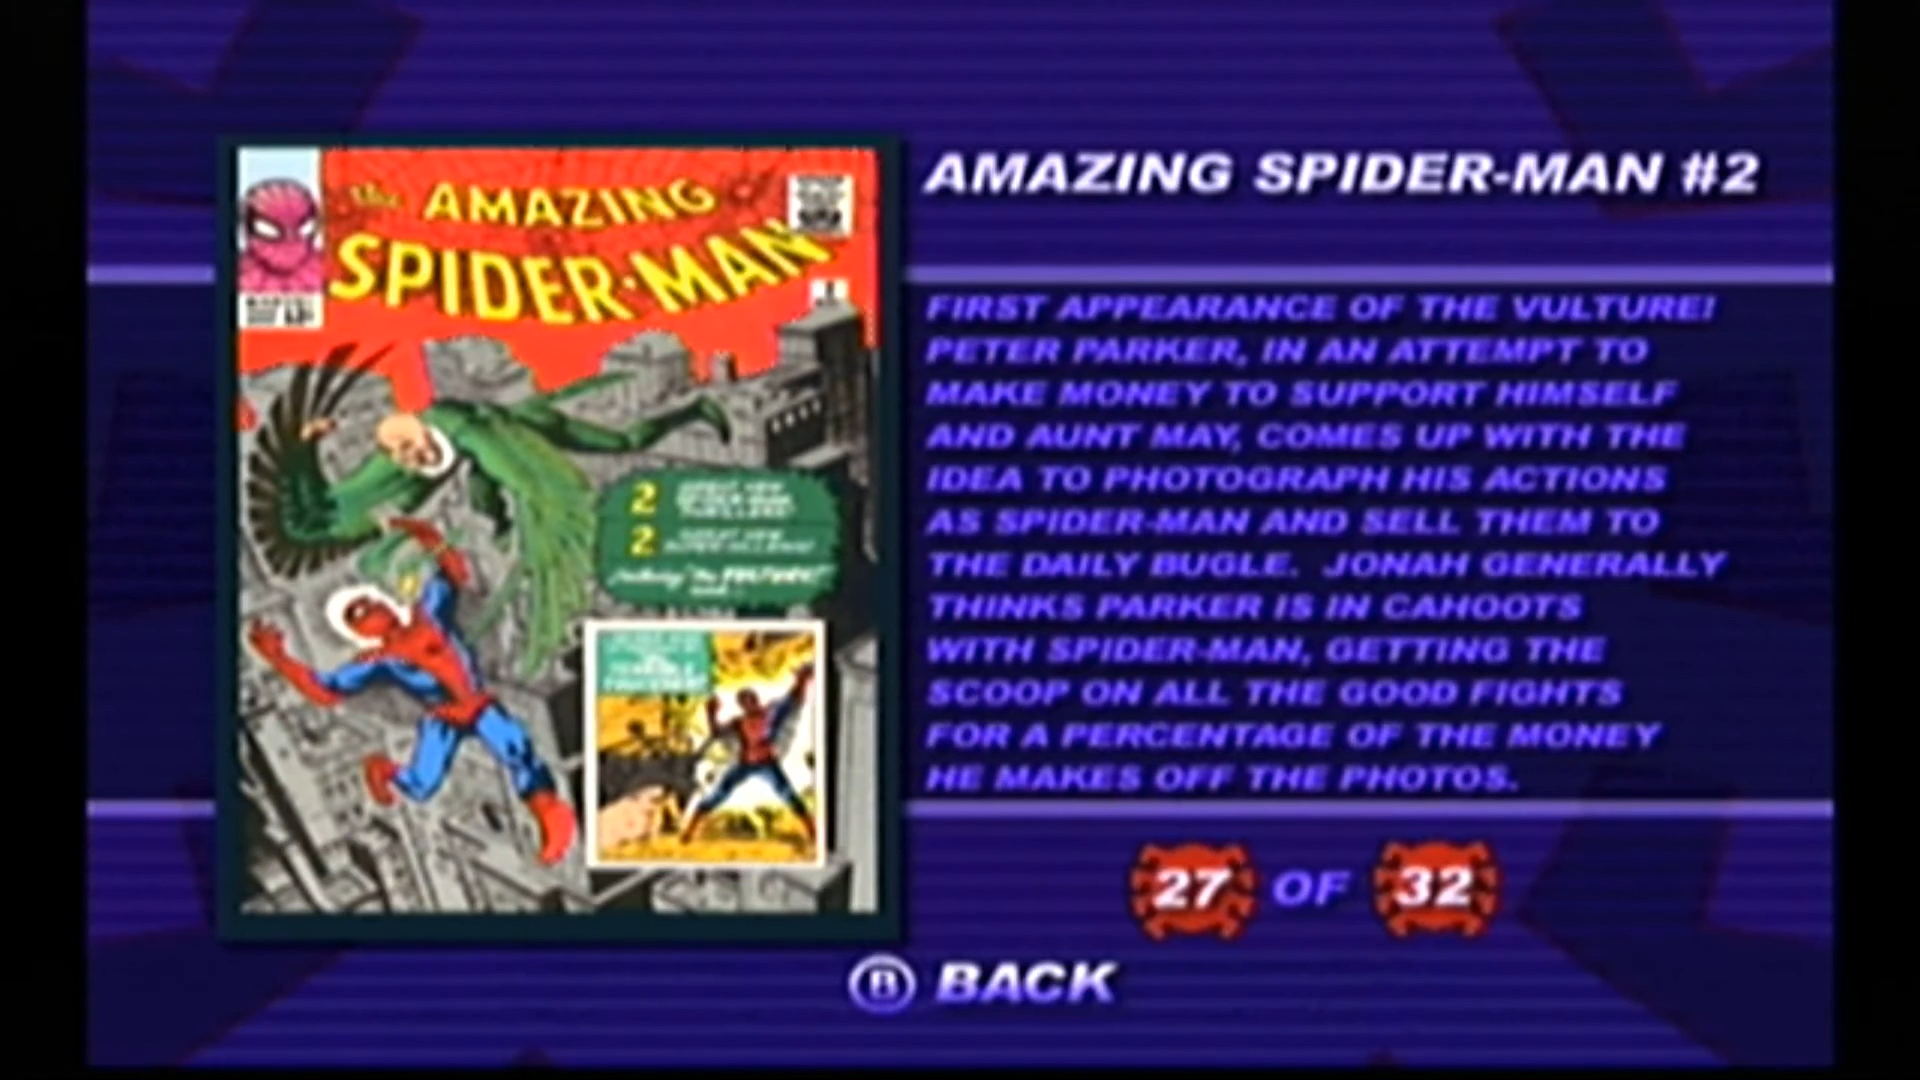 The AMAZING
SPIDER-MAN
2
2
AMAZING SPIDER-MAN #2
FIRST APPEARANCE OF THE VULTURE!
PETER PARKER, IN AN ATTEMPT TO
MAKE MONEY TO SUPPORT HIMSELF
AND AUNT MAY, COMES UP WITH THE
IDEA TO PHOTOGRAPH HIS ACTIONS
AS SPIDER-MAN AND SELL THEM TO
THE DAILY BUGLE. JONAH GENERALLY
THINKS PARKER IS IN CAHOOTS
WITH SPIDER-MAN, GETTING THE
SCOOP ON ALL THE GOOD FIGHTS
FOR A PERCENTAGE OF THE MONEY
HE MAKES OFF THE PHOTOS.
27 OF 32
B BACK